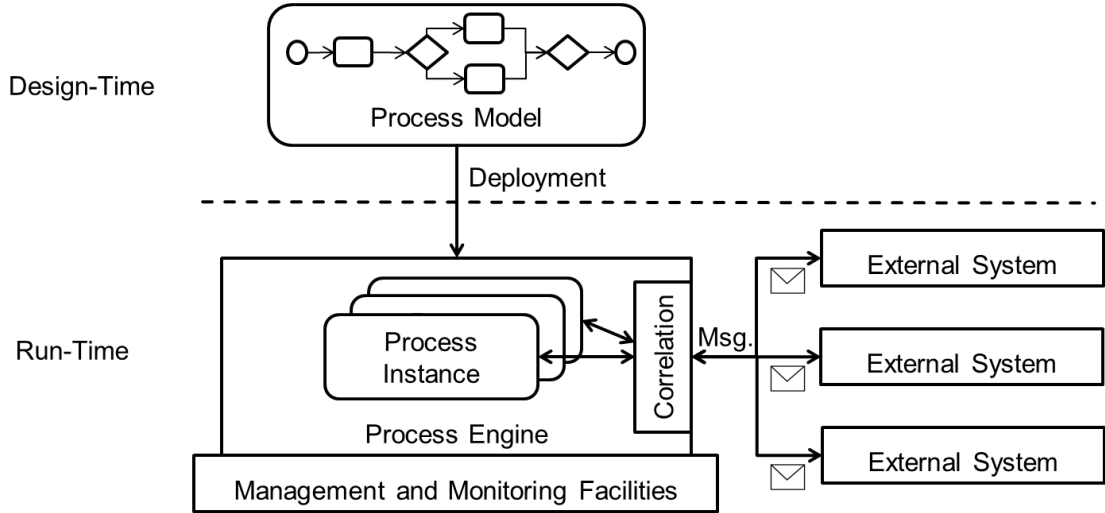 Design-Time
Process Model
Deployment
Run-Time
Process
Instance
Process Engine
Correlation
Msg.
External System
External System
External System
Management and Monitoring Facilities